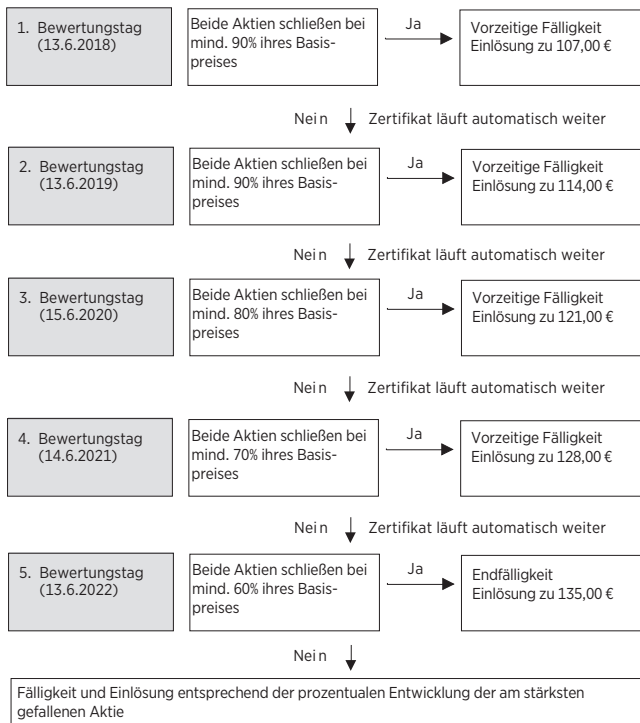 1. Bewertungstag
(13.6.2018)
Beide Aktien schließen bei
mind. 90% ihres Basis-
preises
Ja
Vorzeitige Fälligkeit
Einlösung zu 107,00 €
Nein
Zertifikat läuft automatisch weiter
2. Bewertungstag
(13.6.2019)
Beide Aktien schließen bei
mind. 90% ihres Basis-
preises
Ja
Vorzeitige Fälligkeit
Einlösung zu 114,00 €
Nein
Zertifikat läuft automatisch weiter
3. Bewertungstag
(15.6.2020)
Beide Aktien schließen bei
mind. 80% ihres Basis-
preises
Ja
Vorzeitige Fälligkeit
Einlösung zu 121,00 €
Nein
Zertifikat läuft automatisch weiter
4. Bewertungstag
(14.6.2021)
Beide Aktien schließen bei
mind. 70% ihres Basis-
preises
Ja
Vorzeitige Fälligkeit
Einlösung zu 128,00 €
Nein
Zertifikat läuft automatisch weiter
5. Bewertungstag
(13.6.2022)
Beide Aktien schließen bei
mind. 60% ihres Basis-
preises
Ja
Endfälligkeit
Einlösung zu 135,00 €
Nein
Fälligkeit und Einlösung entsprechend der prozentualen Entwicklung der am stärksten
gefallenen Aktie